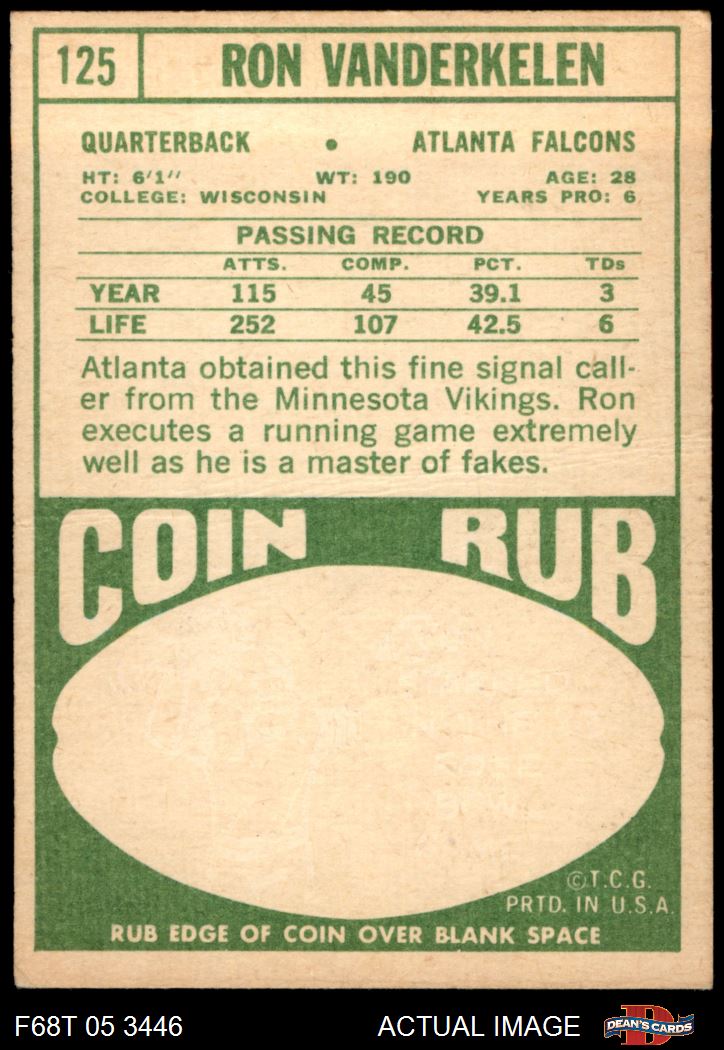 125 RON VANDERKELEN
QUARTERBACK • ATLANTA FALCONS
HT: 6'1" WT: 190 AGE: 28
COLLEGE: WISCONSIN YEARS PRO: 6
PASSING RECORD
ATTS. COMP. PCT. TDs
YEAR 115 45 39.1 3
LIFE 252 107 42.5 6
Atlanta obtained this fine signal call-
er from the Minnesota Vikings. Ron
executes a running game extremely
well as he is a master of fakes.
COIN RUB
©T.C.G.
PRTD. IN U.S.A.
RUB EDGE OF COIN OVER BLANK SPACE
F68T 05 3446 ACTUAL IMAGE DEAN'S CARDS